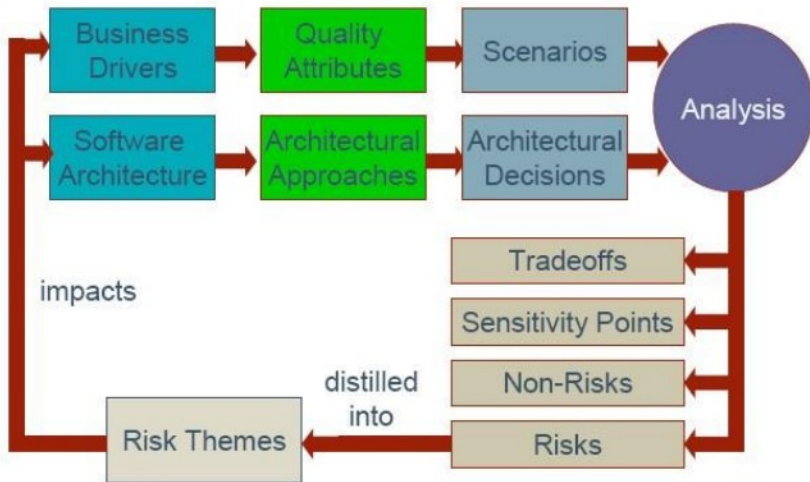 Business
Drivers
Quality
Attributes
Scenarios
Analysis
Software
Architecture
Architectural
Approaches
Architectural
Decisions
Tradeoffs
impacts
Sensitivity Points
distilled
into
Non-Risks
Risk Themes
Risks